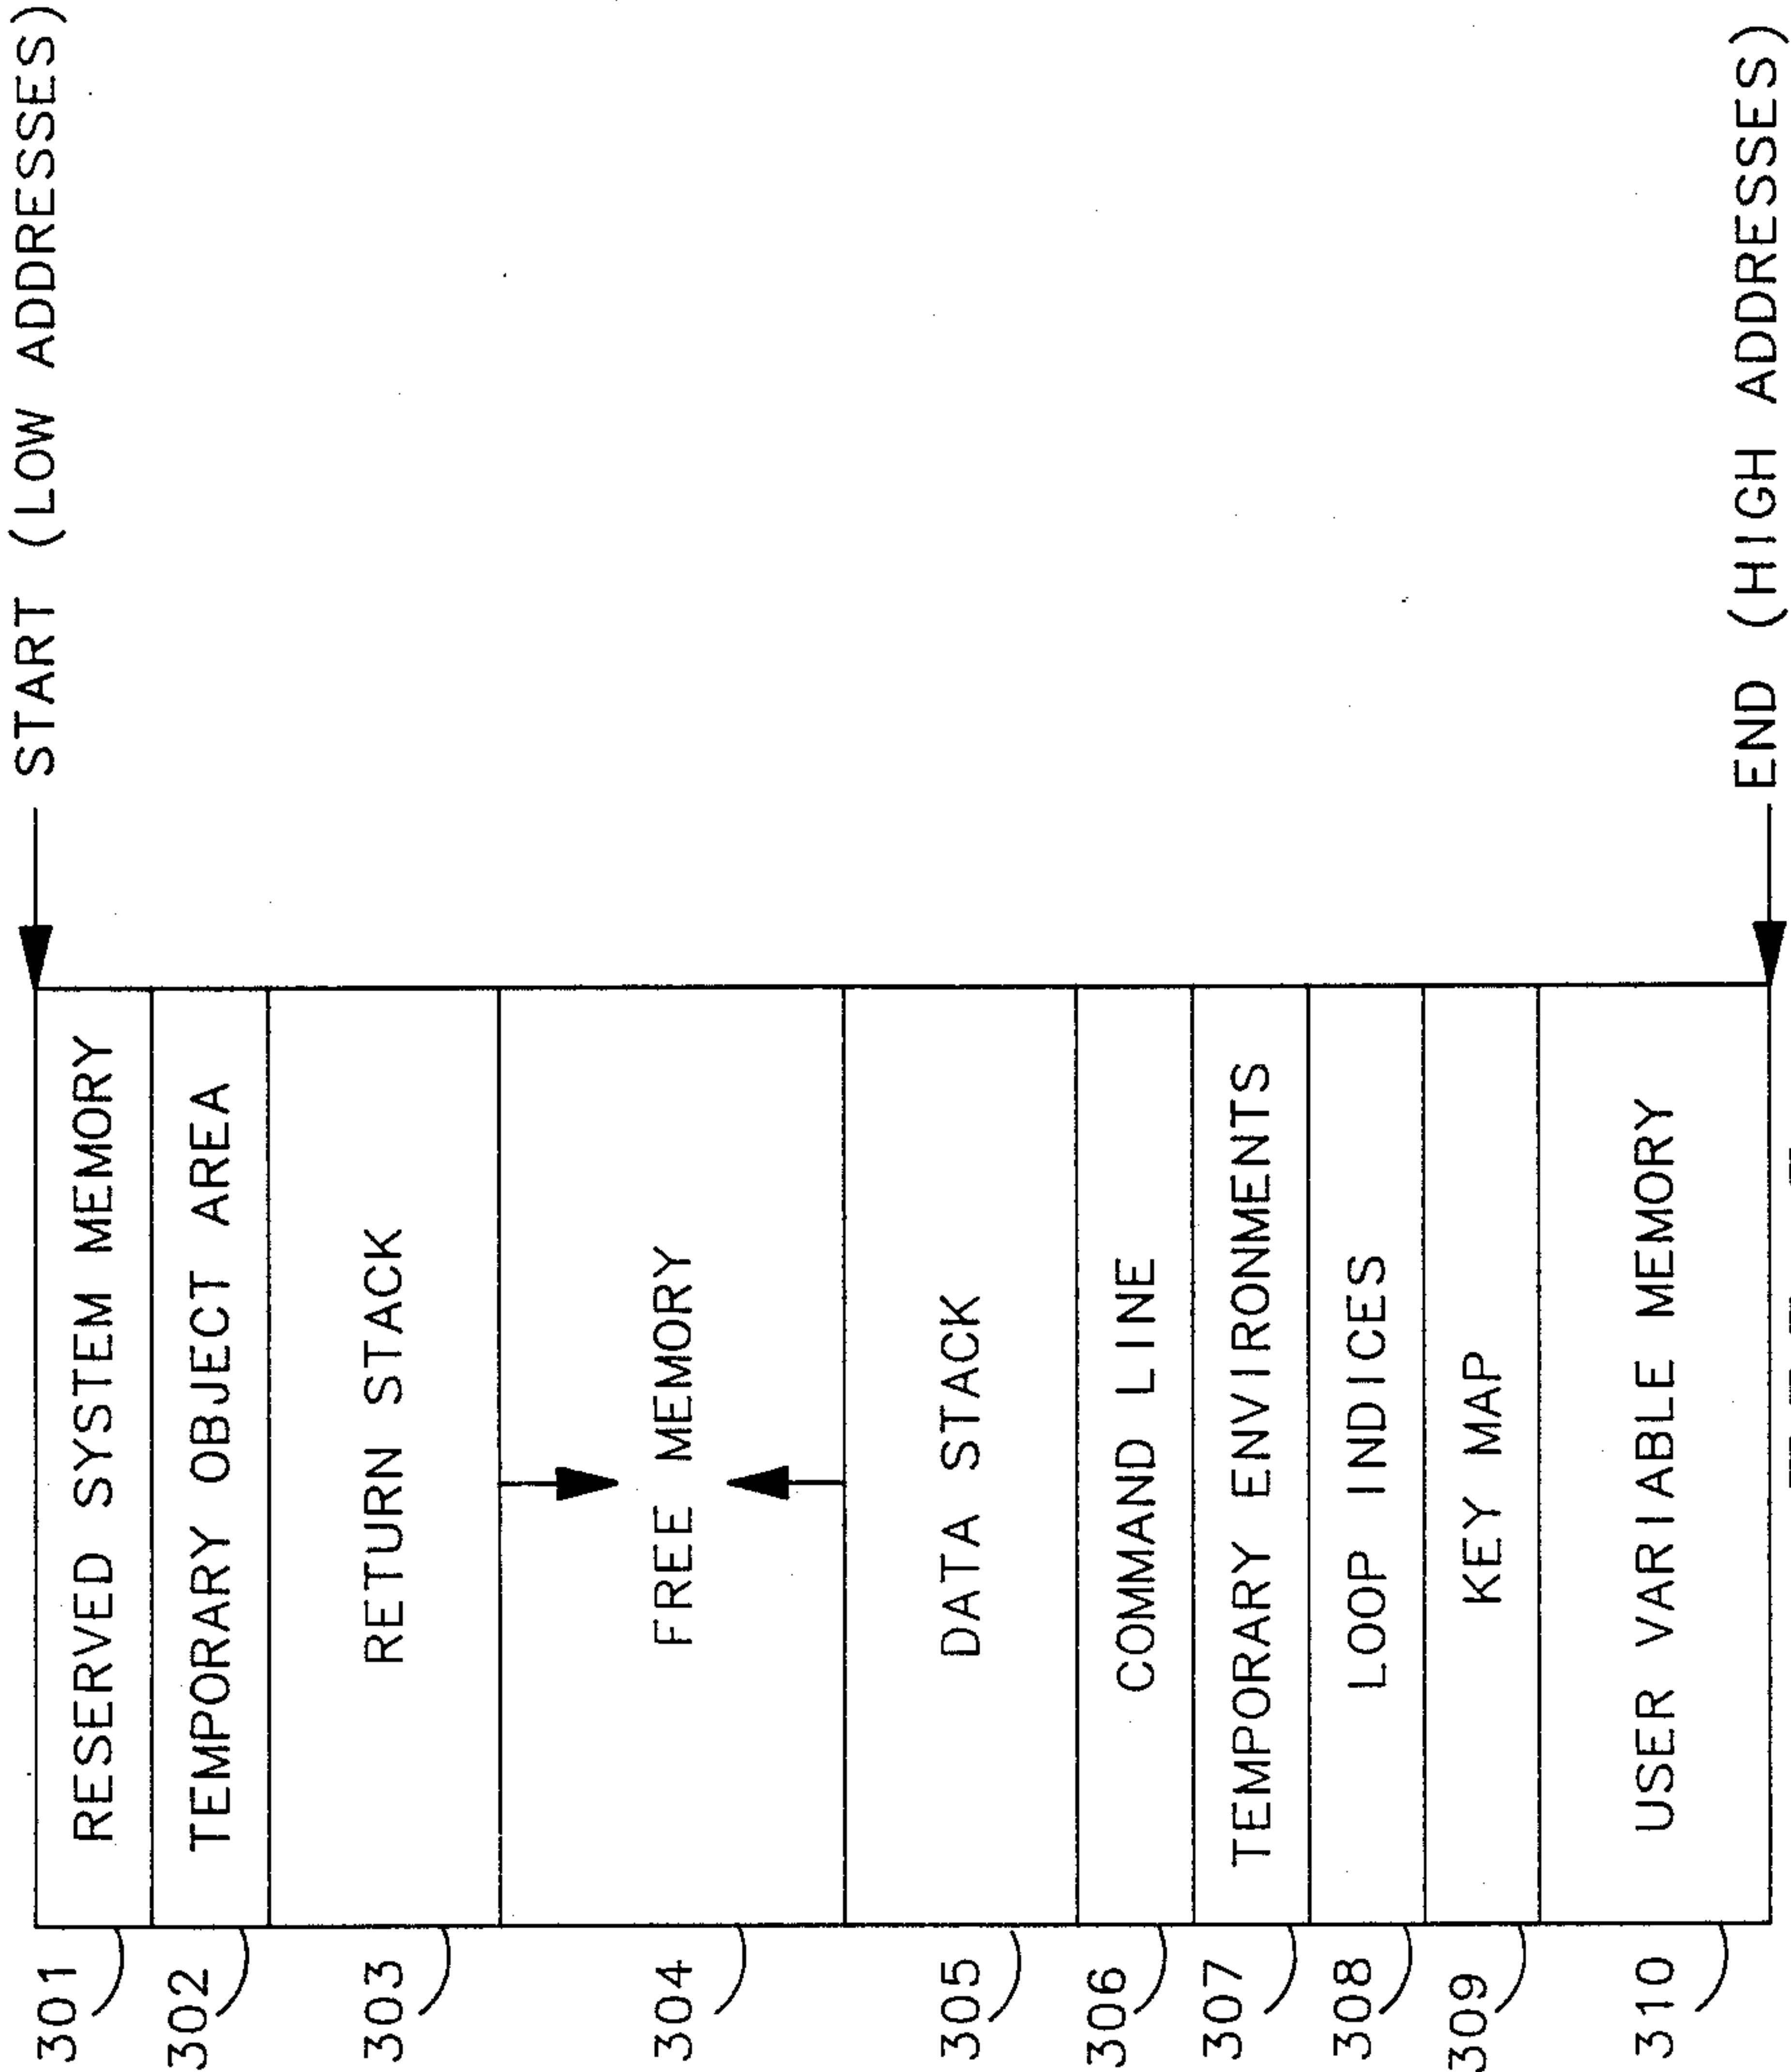 START (LOW ADDRESSES)
301
RESERVED SYSTEM MEMORY
302
TEMPORARY OBJECT AREA
303
RETURN STACK
304
FREE MEMORY
305
DATA STACK
306
COMMAND LINE
307
TEMPORARY ENVIRONMENTS
308
LOOP INDICES
309
KEY MAP
310
USER VARIABLE MEMORY
END (HIGH ADDRESSES)